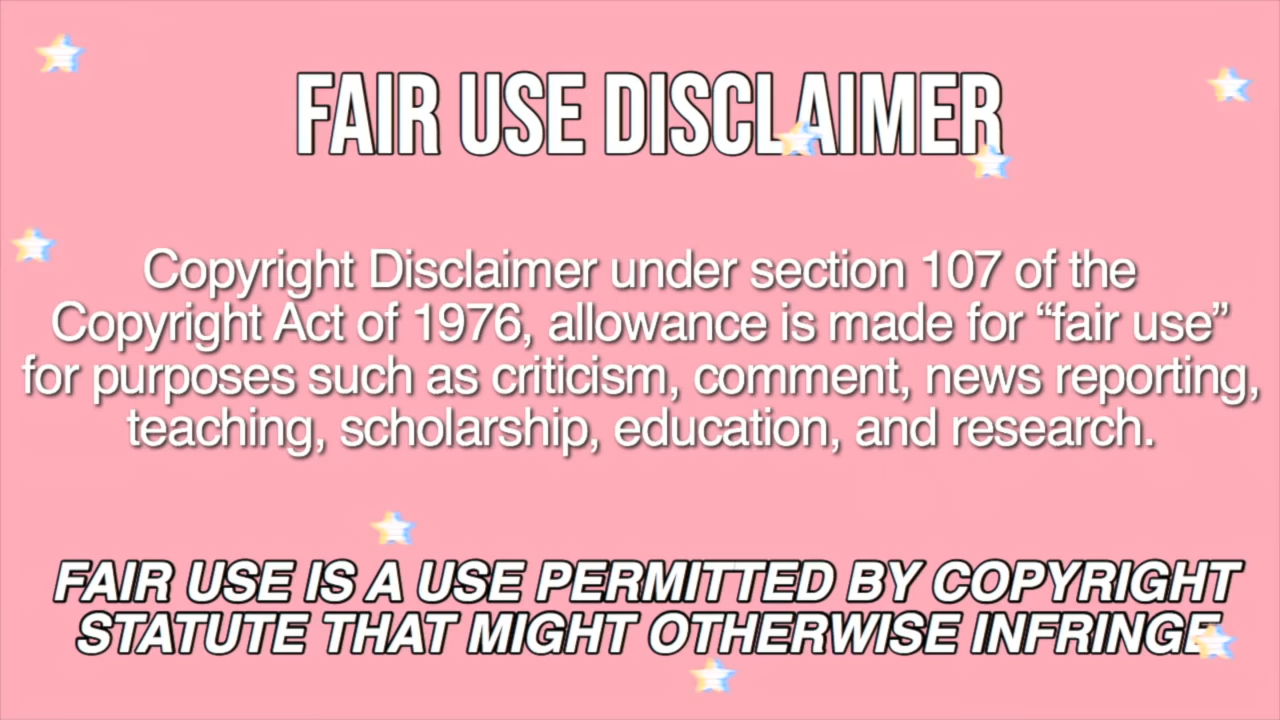 FAIR USE DISCLAIMER
Copyright Disclaimer under section 107 of the
Copyright Act of 1976, allowance is made for “fair use”
for purposes such as criticism, comment, news reporting,
teaching, scholarship, education, and research.
FAIR USE IS A USE PERMITTED BY COPYRIGHT
STATUTE THAT MIGHT OTHERWISE INFRINGE